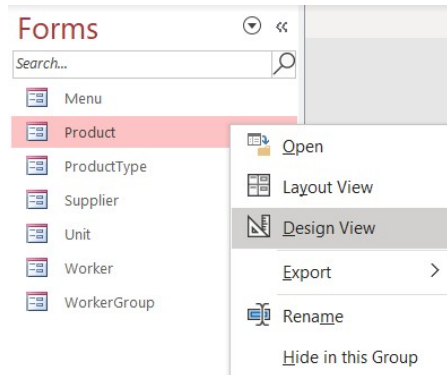 Forms
Search...
Menu
Product
ProductType
Supplier
Unit
Worker
WorkerGroup
Open
Layout View
Design View
Export
Rename
Hide in this Group